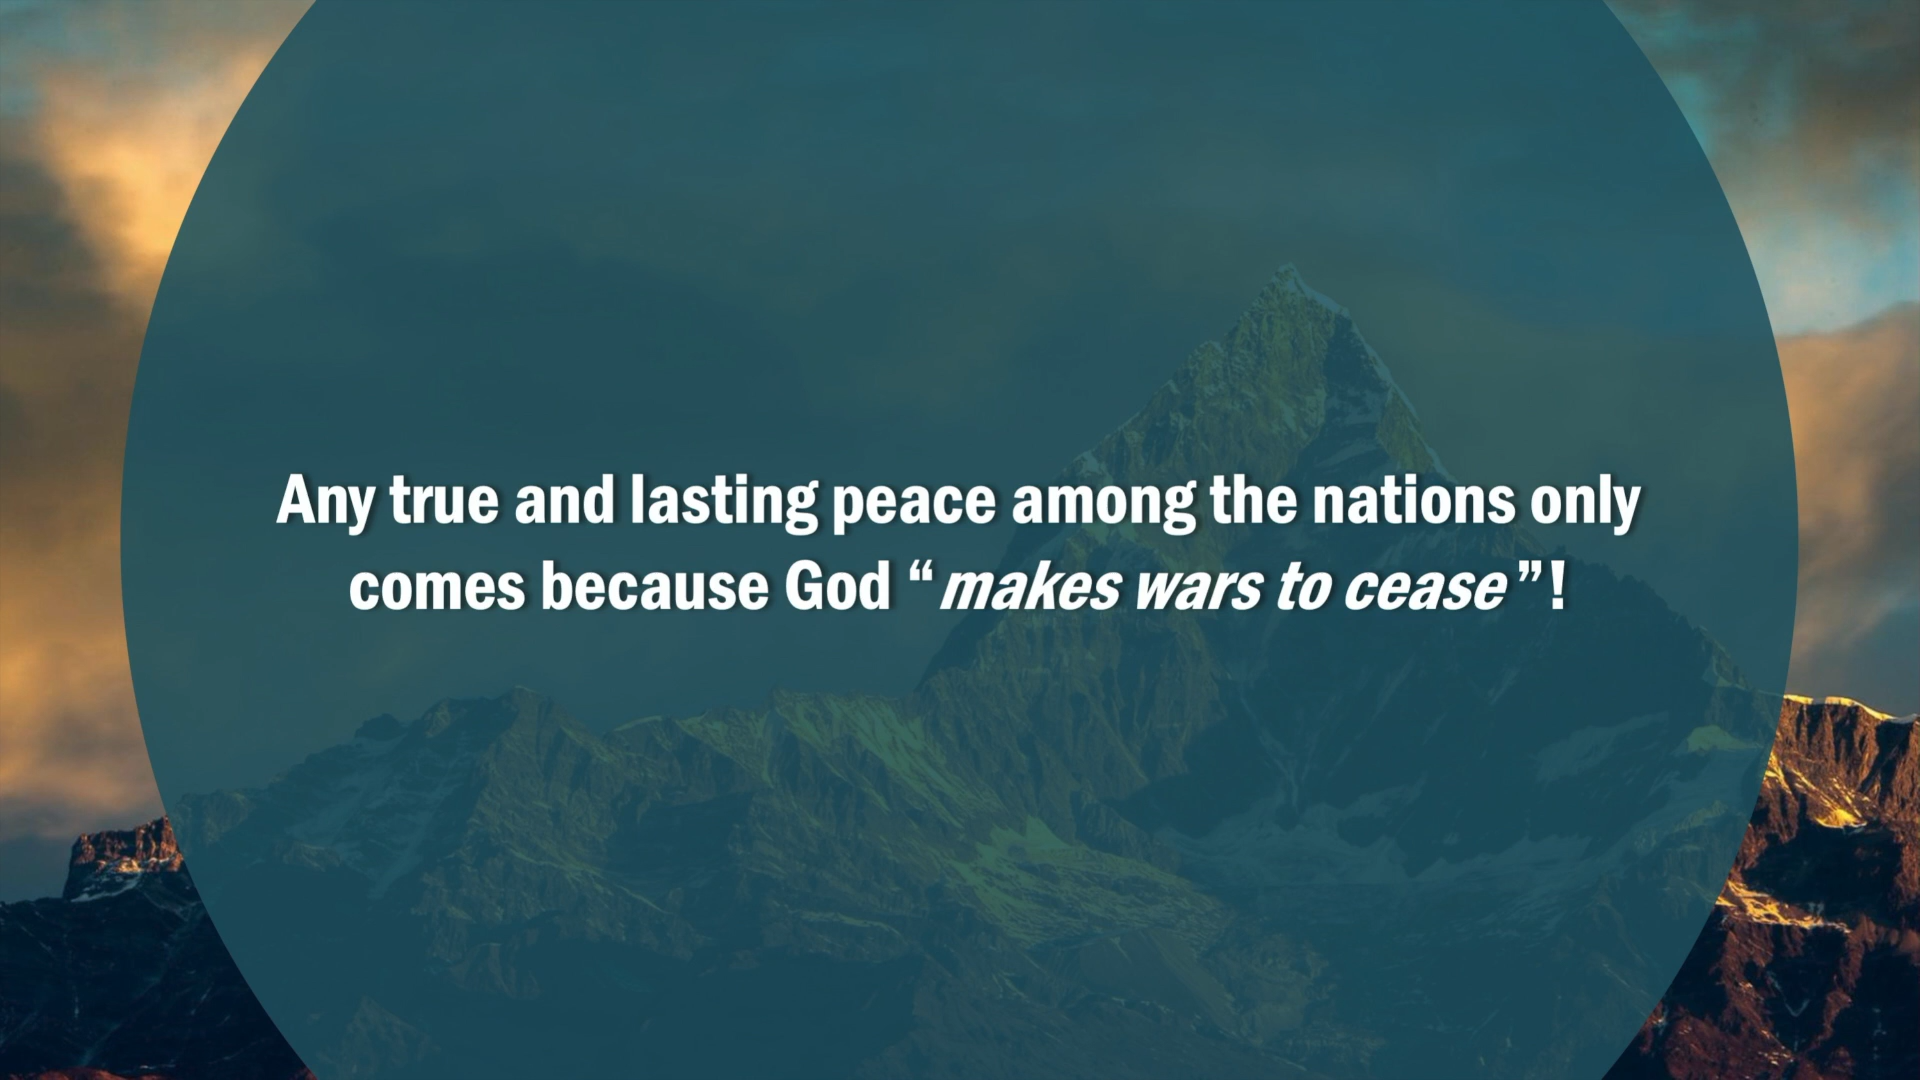 Any true and lasting peace among the nations only
comes because God “makes wars to cease”!